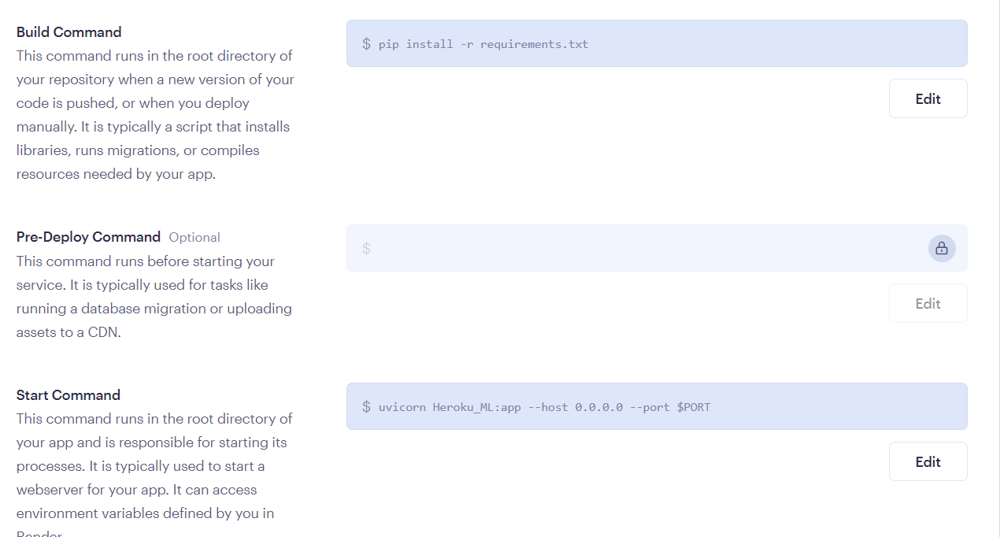 Build Command
$ pip install -r requirements.txt
This command runs in the root directory of
your repository when a new version of your
code is pushed, or when you deploy
manually. It is typically a script that installs
libraries, runs migrations, or compiles
resources needed by your app.
Edit
Pre-Deploy Command Optional
$
This command runs before starting your
service. It is typically used for tasks like
running a database migration or uploading
assets to a CDN.
Edit
Start Command
$ uvicorn Heroku_ML:app --host 0.0.0.0 --port $PORT
This command runs in the root directory of
your app and is responsible for starting its
processes. It is typically used to start a
webserver for your app. It can access
environment variables defined by you in
Render.
Edit